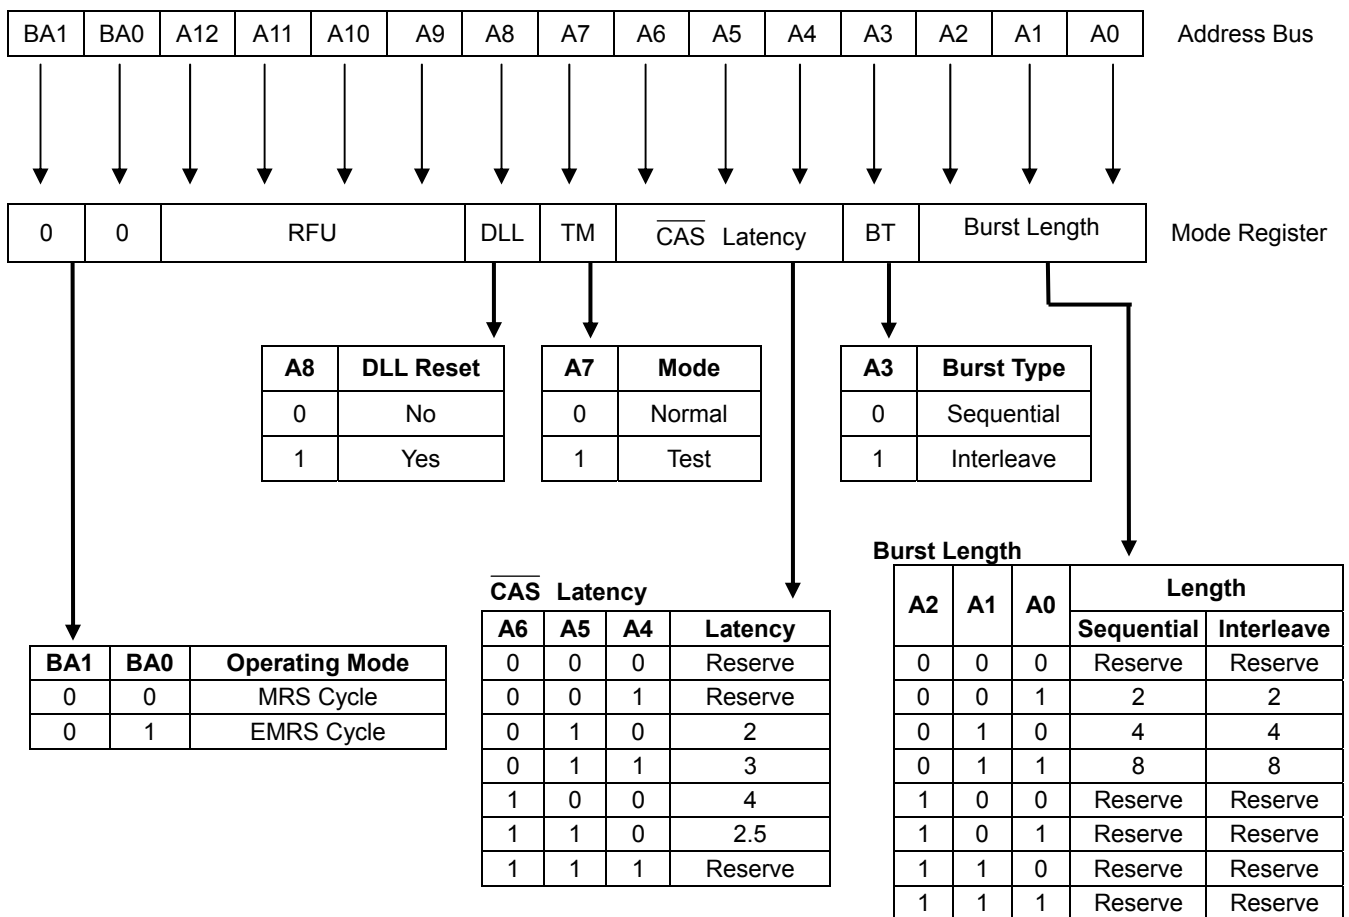 BA1 BA0 A12 A11 A10 A9 A8 A7 A6 A5 A4 A3 A2 A1 A0 Address Bus
0 0 RFU DLL TM CAS Latency BT Burst Length Mode Register
A8 DLL Reset
0 No
1 Yes
A7 Mode
0 Normal
1 Test
A3 Burst Type
0 Sequential
1 Interleave
BA1 BA0 Operating Mode
0 0 MRS Cycle
0 1 EMRS Cycle
CAS Latency
A6 A5 A4 Latency
0 0 0 Reserve
0 0 1 Reserve
0 1 0 2
0 1 1 3
1 0 0 4
1 1 0 2.5
1 1 1 Reserve
Burst Length
A2 A1 A0 Length
Sequential Interleave
0 0 0 Reserve Reserve
0 0 1 2 2
0 1 0 4 4
0 1 1 8 8
1 0 0 Reserve Reserve
1 0 1 Reserve Reserve
1 1 0 Reserve Reserve
1 1 1 Reserve Reserve